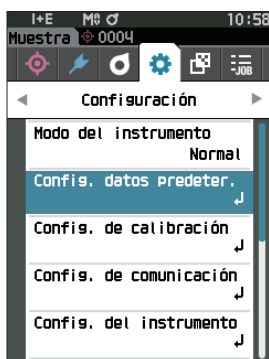 I+E M0 10:58
Muestra 0004
-JOB
Configuración
Modo del instrumento
Normal
Config. datos predeter.
Config. de calibración
Config. de comunicación
Config. del instrumento